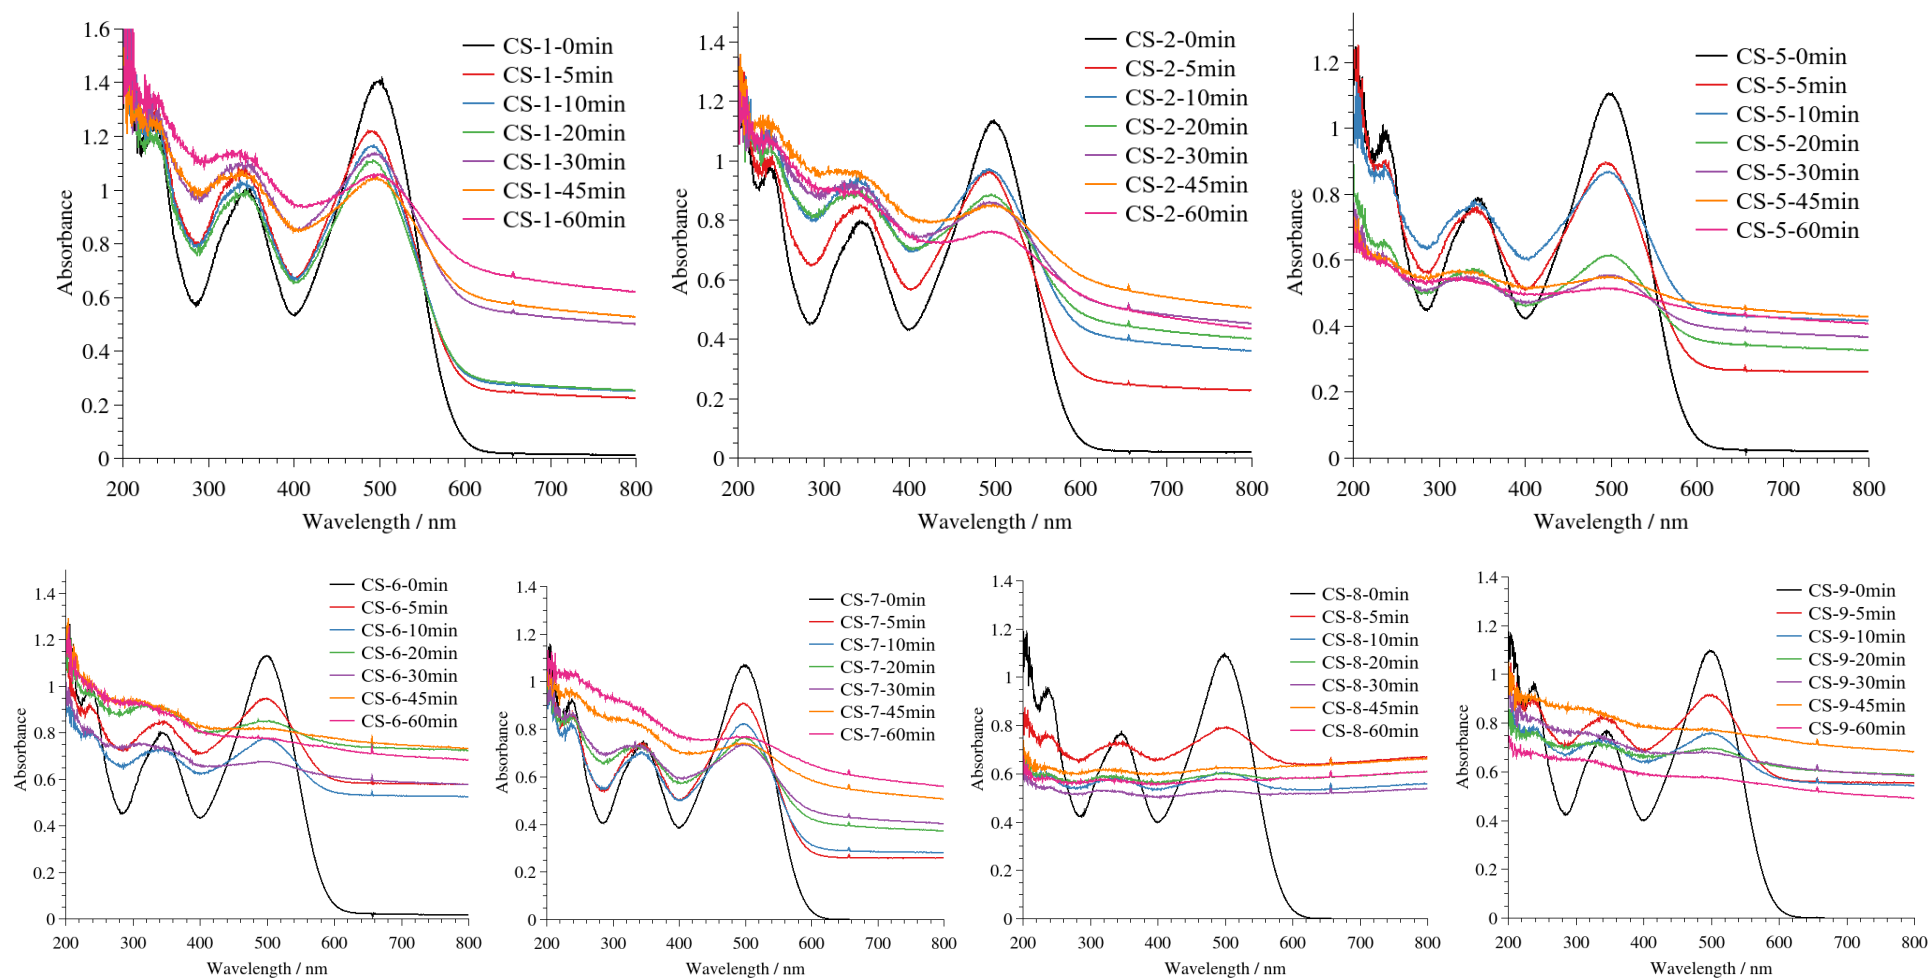 CS-1-0min
CS-1-5min
CS-1-10min
CS-1-20min
CS-1-30min
CS-1-45min
CS-1-60min
Absorbance
1.6
1.4
1.2
1
0.8
0.6
0.4
0.2
0
200 300 400 500 600 700 800
Wavelength / nm
CS-2-0min
CS-2-5min
CS-2-10min
CS-2-20min
CS-2-30min
CS-2-45min
CS-2-60min
Absorbance
1.4
1.2
1
0.8
0.6
0.4
0.2
0
200 300 400 500 600 700 800
Wavelength / nm
CS-5-0min
CS-5-5min
CS-5-10min
CS-5-20min
CS-5-30min
CS-5-45min
CS-5-60min
Absorbance
1.2
1
0.8
0.6
0.4
0.2
0
200 300 400 500 600 700 800
Wavelength / nm
CS-6-0min
CS-6-5min
CS-6-10min
CS-6-20min
CS-6-30min
CS-6-45min
CS-6-60min
Absorbance
1.4
1.2
1
0.8
0.6
0.4
0.2
0
200 300 400 500 600 700 800
Wavelength / nm
CS-7-0min
CS-7-5min
CS-7-10min
CS-7-20min
CS-7-30min
CS-7-45min
CS-7-60min
Absorbance
1.4
1.2
1
0.8
0.6
0.4
0.2
0
200 300 400 500 600 700 800
Wavelength / nm
CS-8-0min
CS-8-5min
CS-8-10min
CS-8-20min
CS-8-30min
CS-8-45min
CS-8-60min
Absorbance
1.4
1.2
1
0.8
0.6
0.4
0.2
0
200 300 400 500 600 700 800
Wavelength / nm
CS-9-0min
CS-9-5min
CS-9-10min
CS-9-20min
CS-9-30min
CS-9-45min
CS-9-60min
Absorbance
1.4
1.2
1
0.8
0.6
0.4
0.2
0
200 300 400 500 600 700 800
Wavelength / nm